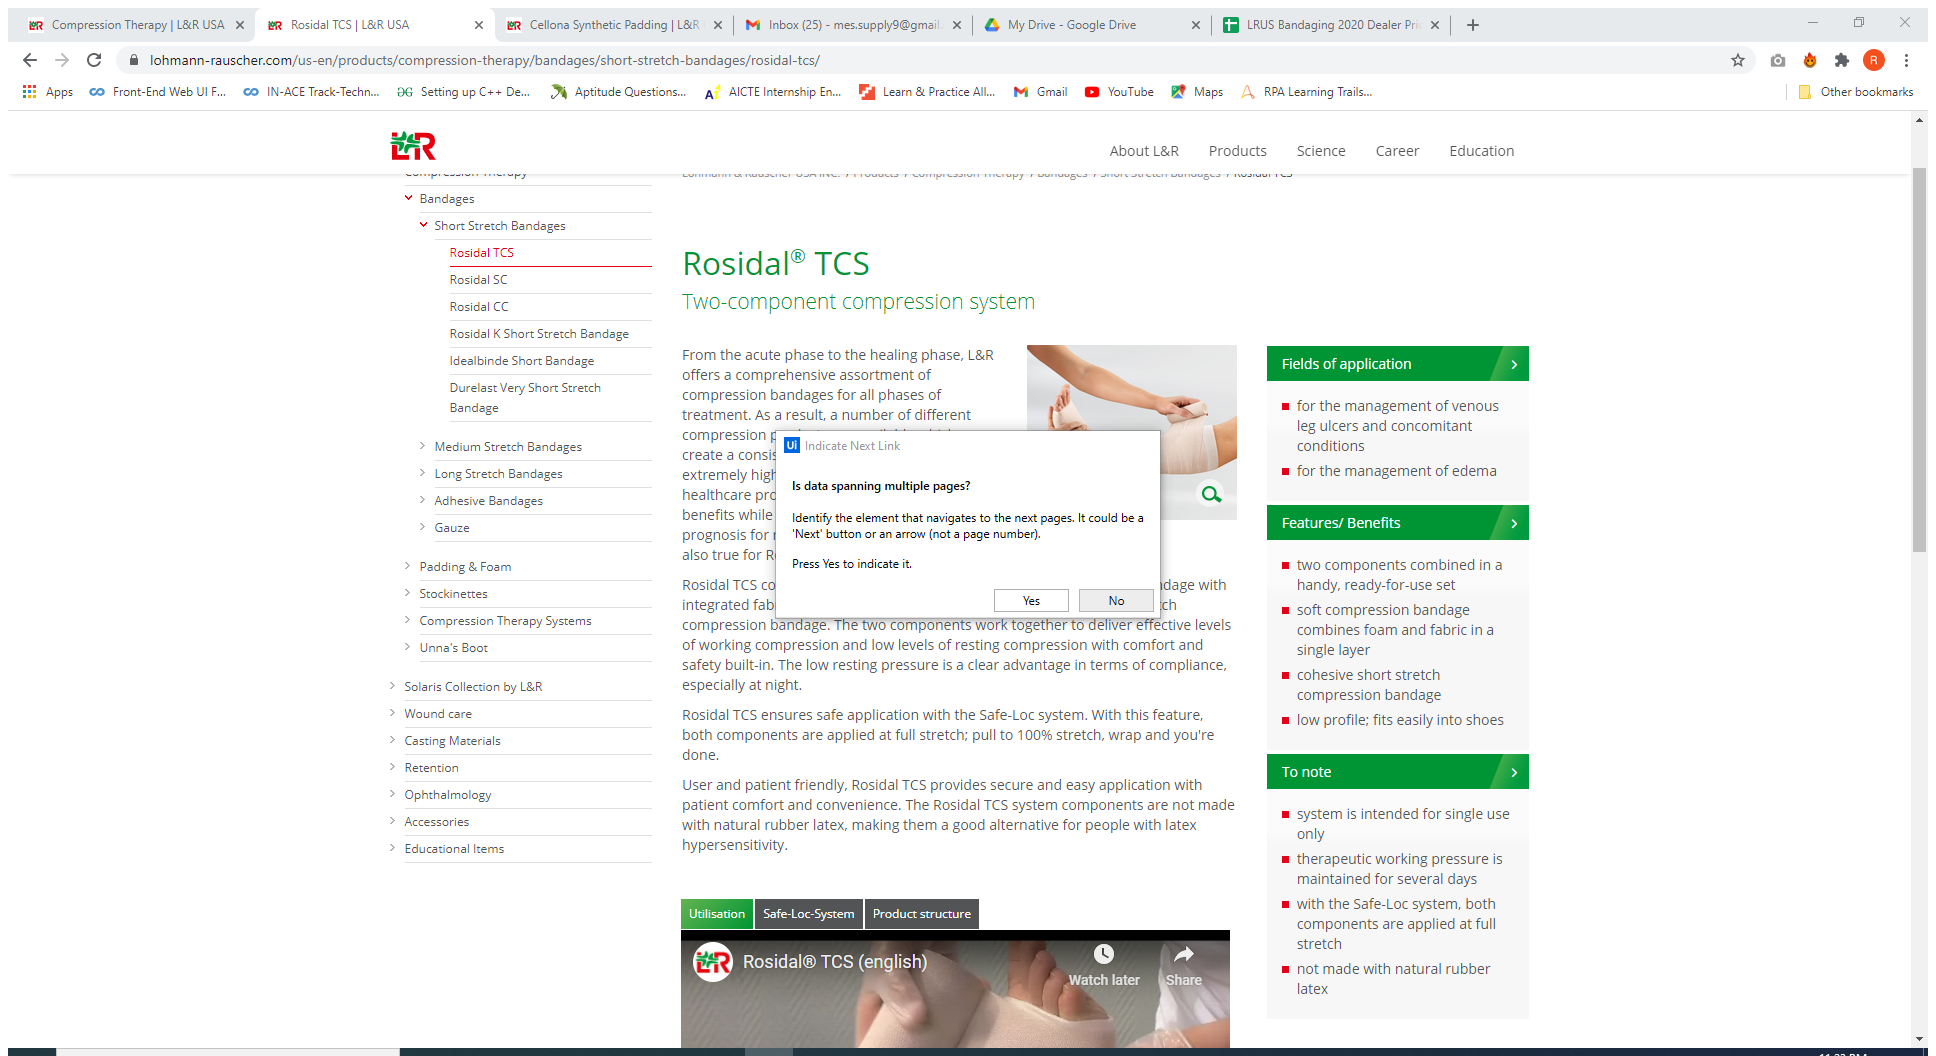 Compression Therapy | L&R USA
Rosidal TCS | L&R USA
Cellona Synthetic Padding | L&R
Inbox (25) - mes.supply9@gmail.
My Drive - Google Drive
LRUS Bandaging 2020 Dealer Pri
lohmann-rauscher.com/us-en/products/compression-therapy/bandages/short-stretch-bandages/rosidal-tcs/
R
Apps
Front-End Web UI F...
IN-ACE Track-Techn...
Setting up C++ De...
Aptitude Questions...
AICTE Internship En...
Learn & Practice All...
Gmail
YouTube
Maps
RPA Learning Trails...
Other bookmarks
L&R
About L&R
Products
Science
Career
Education
Compression Therapy
Lohmann & Rauscher USA INC. / Products / Compression Therapy / Bandages / Short Stretch Bandages / Rosidal TCS
Bandages
Short Stretch Bandages
Rosidal TCS
Rosidal SC
Rosidal CC
Rosidal K Short Stretch Bandage
Idealbinde Short Bandage
Durelast Very Short Stretch
Bandage
Medium Stretch Bandages
Long Stretch Bandages
Adhesive Bandages
Gauze
Padding & Foam
Stockinettes
Compression Therapy Systems
Unna's Boot
Solaris Collection by L&R
Wound care
Casting Materials
Retention
Ophthalmology
Accessories
Educational Items
Rosidal® TCS
Two-component compression system
From the acute phase to the healing phase, L&R
offers a comprehensive assortment of
compression bandages for all phases of
treatment. As a result, a number of different
compression
create a consis
extremely high
healthcare pro
benefits while
prognosis for
also true for
Ui Indicate Next Link
Is data spanning multiple pages?
Identify the element that navigates to the next pages. It could be a
'Next' button or an arrow (not a page number).
Press Yes to indicate it.
Yes
No
Rosidal TCS co dage with
integrated fab ch
compression bandage. The two components work together to deliver effective levels
of working compression and low levels of resting compression with comfort and
safety built-in. The low resting pressure is a clear advantage in terms of compliance,
especially at night.
Rosidal TCS ensures safe application with the Safe-Loc system. With this feature,
both components are applied at full stretch; pull to 100% stretch, wrap and you're
done.
User and patient friendly, Rosidal TCS provides secure and easy application with
patient comfort and convenience. The Rosidal TCS system components are not made
with natural rubber latex, making them a good alternative for people with latex
hypersensitivity.
Utilisation
Safe-Loc-System
Product structure
L&R
Rosidal® TCS (english)
Watch later
Share
Fields of application
for the management of venous
leg ulcers and concomitant
conditions
for the management of edema
Features/ Benefits
two components combined in a
handy, ready-for-use set
soft compression bandage
combines foam and fabric in a
single layer
cohesive short stretch
compression bandage
low profile; fits easily into shoes
To note
system is intended for single use
only
therapeutic working pressure is
maintained for several days
with the Safe-Loc system, both
components are applied at full
stretch
not made with natural rubber
latex